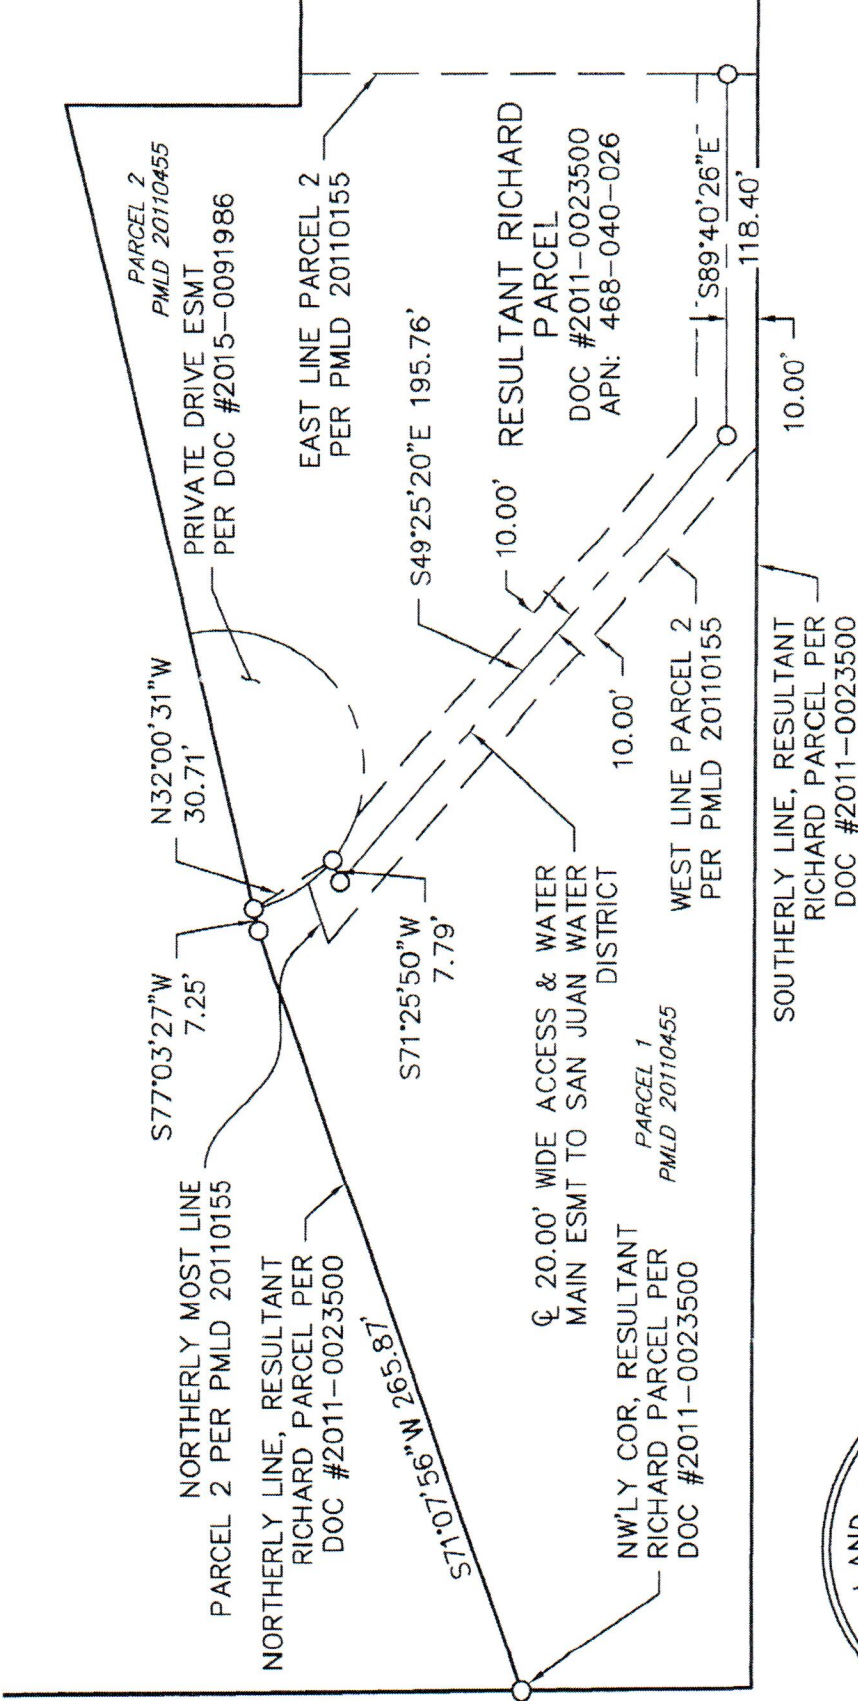 PARCEL 2
PMLD 20110455
PRIVATE DRIVE ESMT
PER DOC #2015-0091986
N32°00'31"W
30.71'
S77°03'27"W
7.25'
NORTHERLY MOST LINE
PARCEL 2 PER PMLD 20110155
NORTHERLY LINE, RESULTANT
RICHARD PARCEL PER
DOC #2011-0023500
S71°07'56"W 265.87'
EAST LINE PARCEL 2
PER PMLD 20110155
S49°25'20"E 195.76'
RESULTANT RICHARD
PARCEL
DOC #2011-0023500
APN: 468-040-026
10.00'
S89°40'26"E
118.40'
10.00'
S71°25'50"W
7.79'
10.00'
℄ 20.00' WIDE ACCESS & WATER
MAIN ESMT TO SAN JUAN WATER
DISTRICT
PARCEL 1
PMLD 20110455
NW'LY COR, RESULTANT
RICHARD PARCEL PER
DOC #2011-0023500
WEST LINE PARCEL 2
PER PMLD 20110155
SOUTHERLY LINE, RESULTANT
RICHARD PARCEL PER
DOC #2011-0023500
LAND